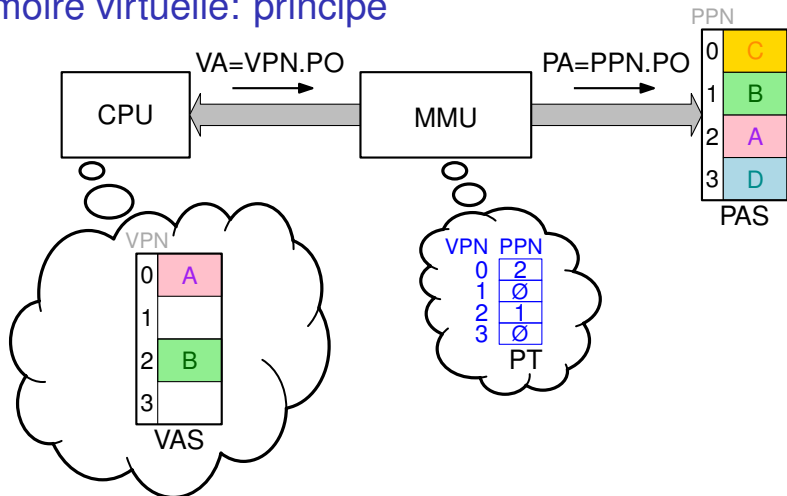 moire virtuelle: principe
PPN
VA=VPN.PO
PA=PPN.PO
CPU
MMU
0 C
1 B
2 A
3 D
PAS
VPN
0 A
1
2 B
3
VAS
VPN PPN
0 2
1 Ø
2 1
3 Ø
PT